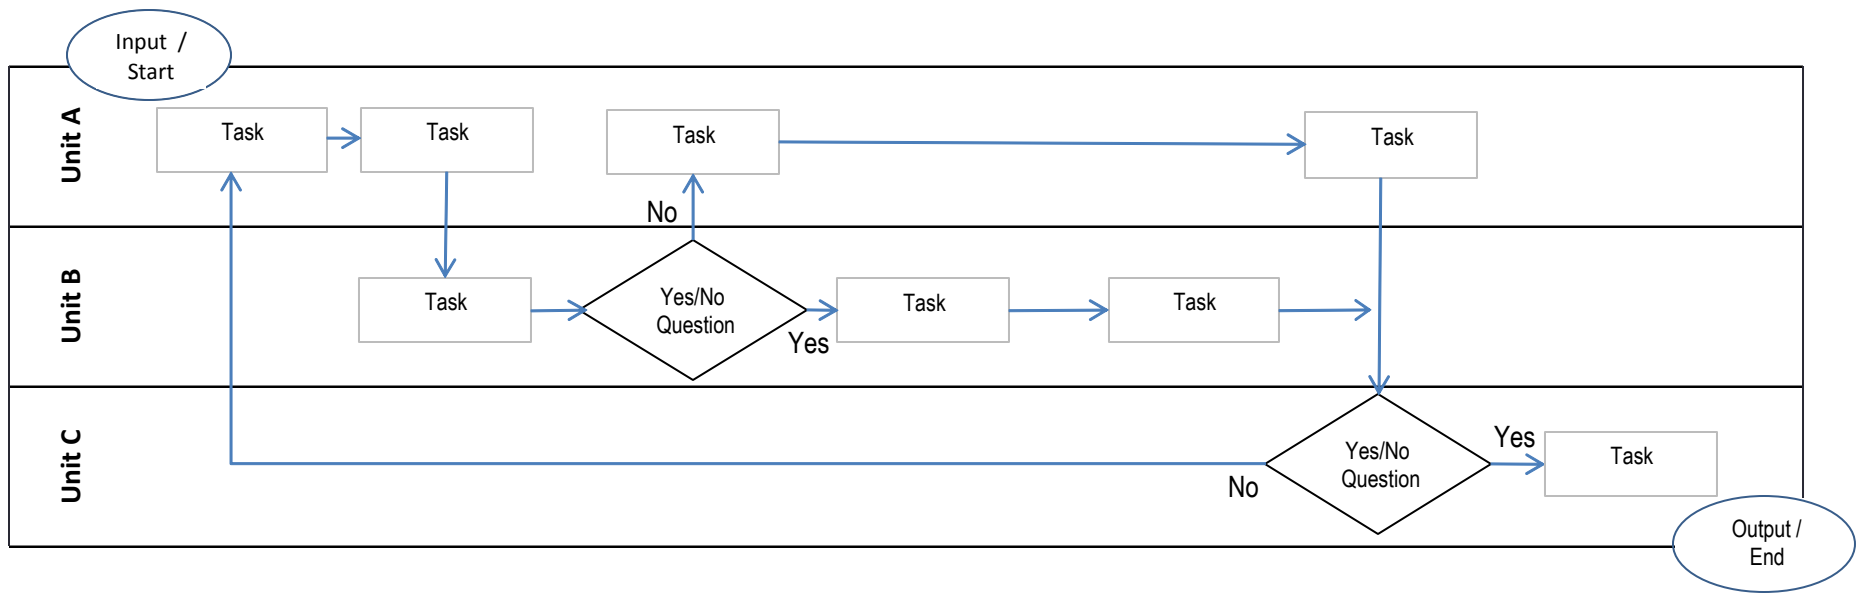 Input /
Start
Unit A
Task
Task
Task
Task
No
Unit B
Task
Yes/No
Question
Yes
Task
Task
Unit C
No
Yes/No
Question
Yes
Task
Output /
End